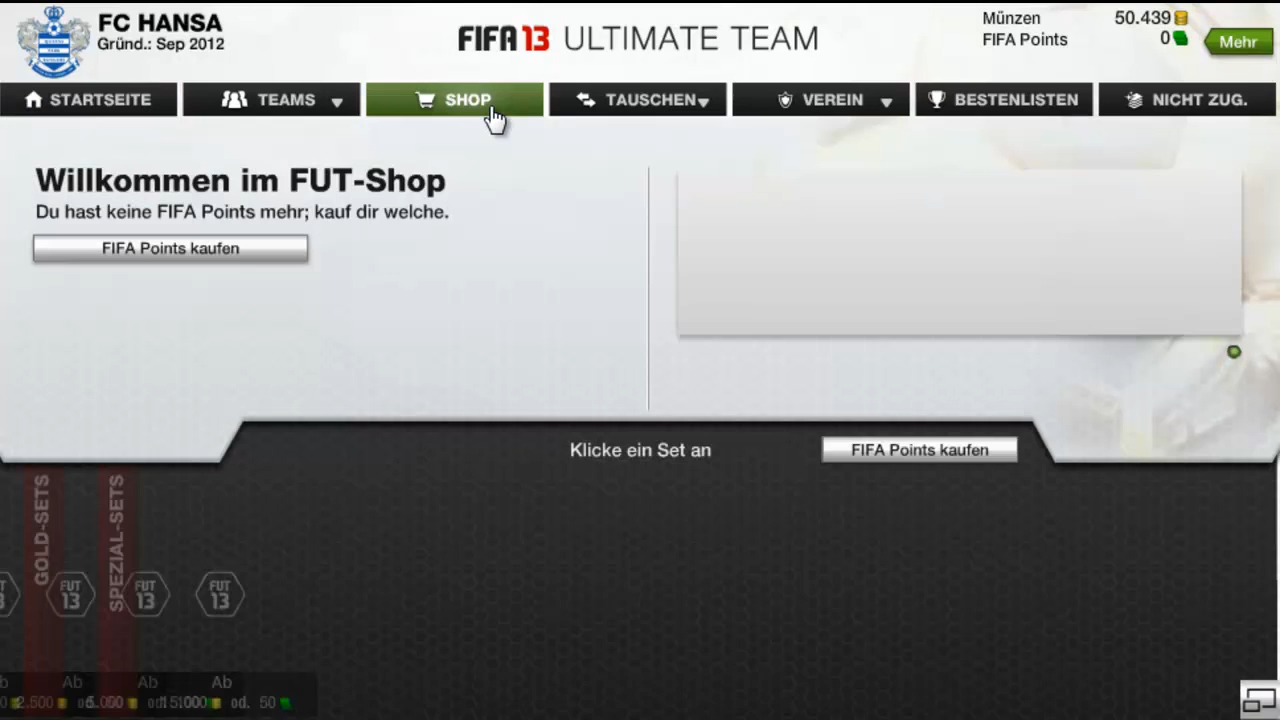 FC HANSA
Gründ.: Sep 2012
FIFA 13 ULTIMATE TEAM
Münzen 50.439
FIFA Points 0
Mehr
STARTSEITE TEAMS SHOP TAUSCHEN VEREIN BESTENLISTEN NICHT ZUG.
Willkommen im FUT-Shop
Du hast keine FIFA Points mehr; kauf dir welche.
FIFA Points kaufen
Klicke ein Set an
FIFA Points kaufen
GOLD-SETS
SPEZIAL-SETS
FUT 13
FUT 13
FUT 13
Ab Ab Ab
od. 50